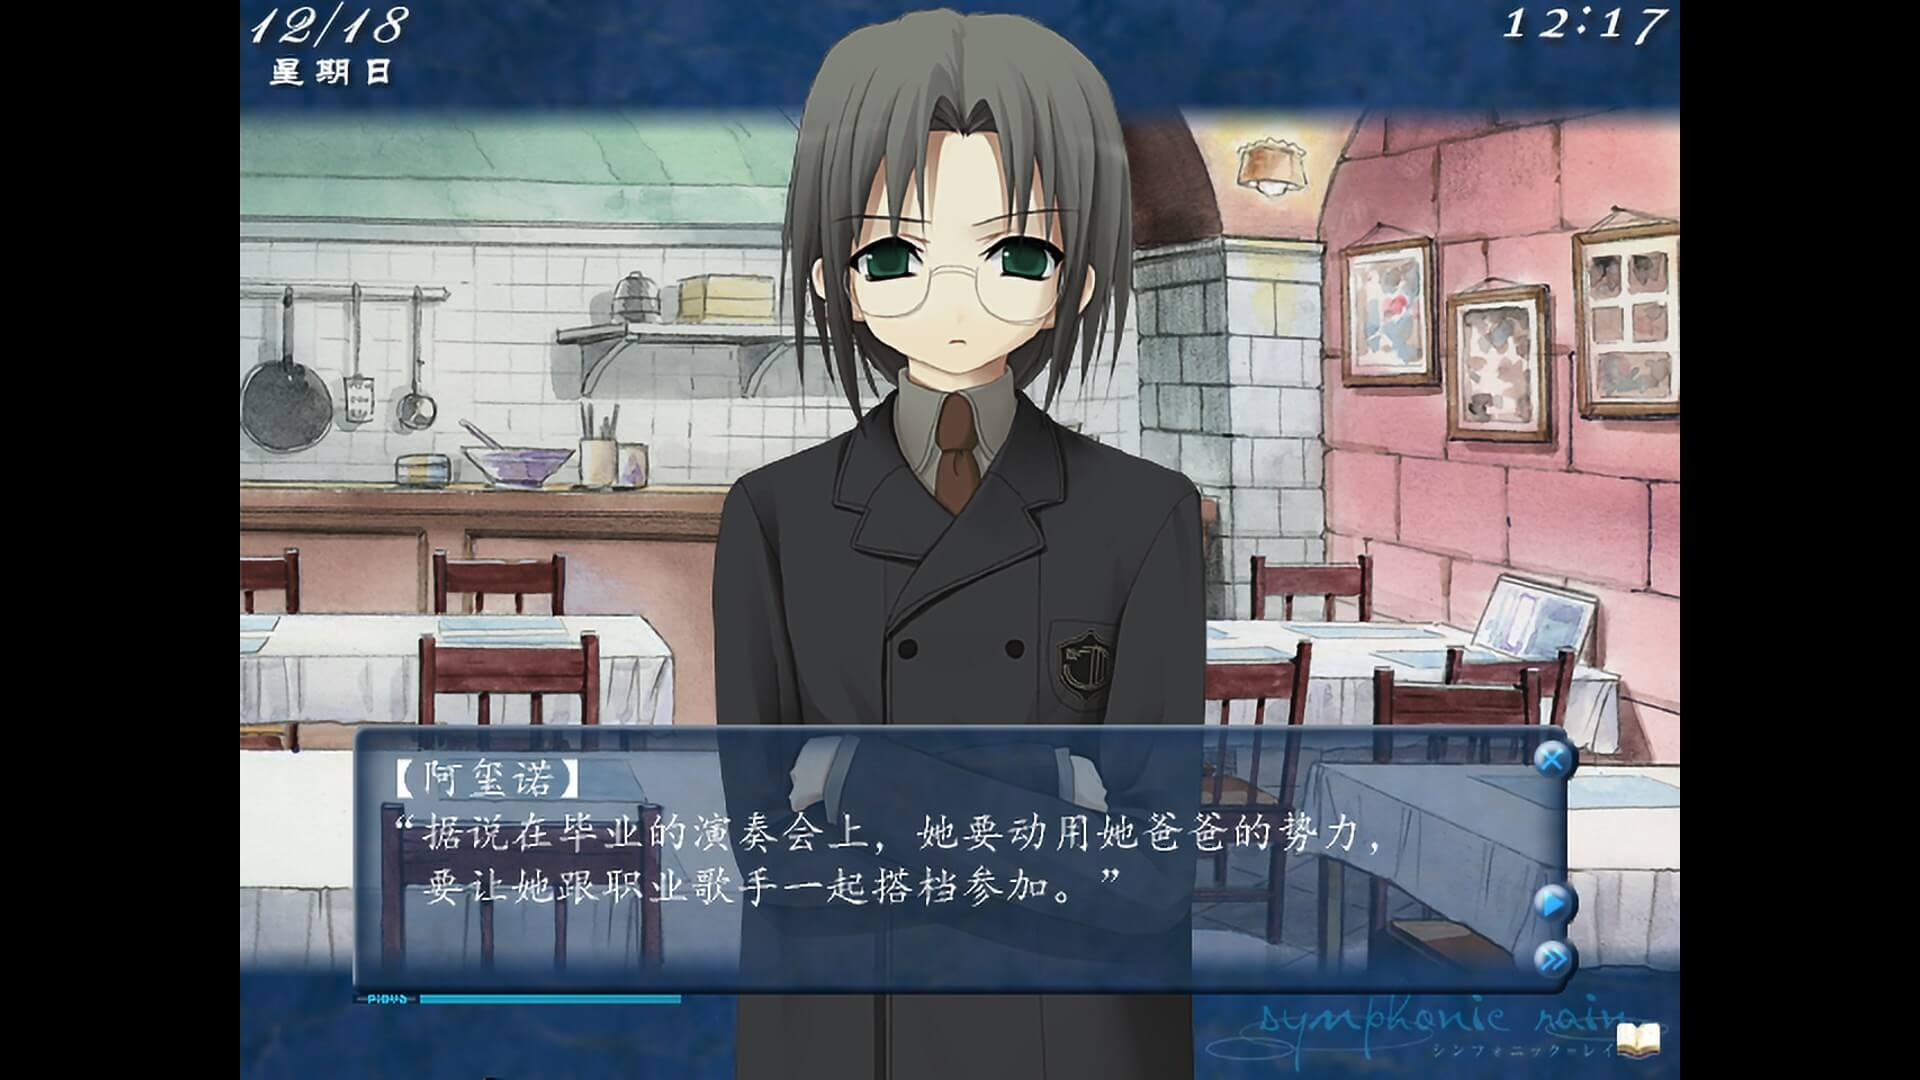 12/18
星期日
12:17
【阿玺诺】
“据说在毕业的演奏会上，她要动用她爸爸的势力，
要让她跟职业歌手一起搭档参加。”
symphonic rain
シンフォニック=レイ